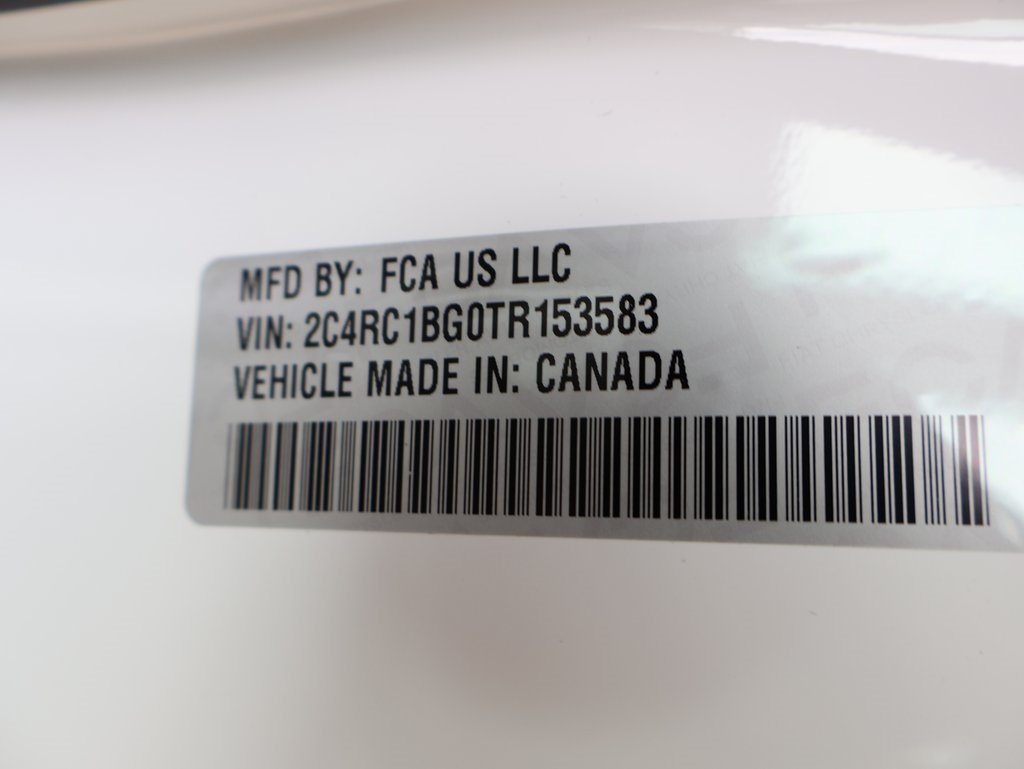 MFD BY: FCA US LLC
VIN: 2C4RC1BG0TR153583
VEHICLE MADE IN: CANADA